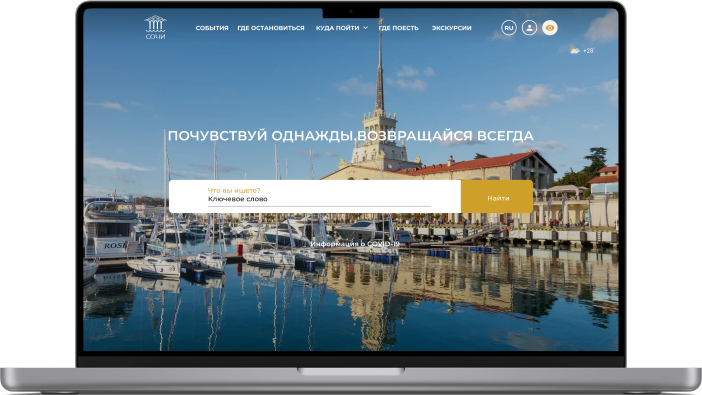 СОЧИ
СОБЫТИЯ ГДЕ ОСТАНОВИТЬСЯ КУДА ПОЙТИ ГДЕ ПОЕСТЬ ЭКСКУРСИИ RU
+28°
ПОЧУВСТВУЙ ОДНАЖДЫ,ВОЗВРАЩАЙСЯ ВСЕГДА
Что вы ищете?
Ключевое слово
Найти
ROSE
Информация о COVID-19